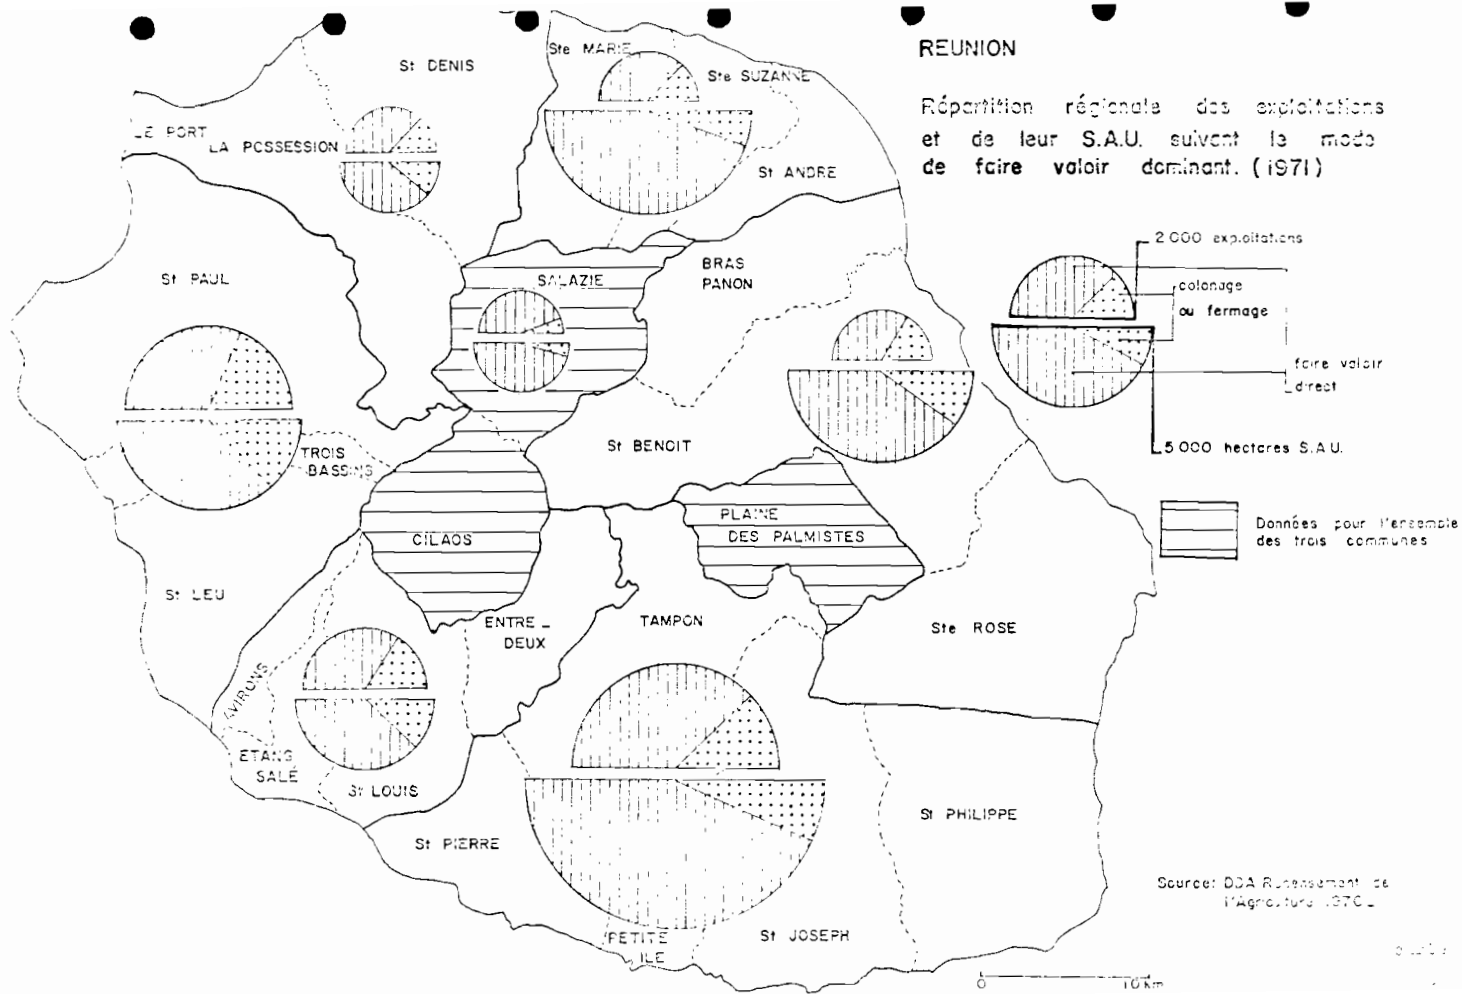 REUNION
Répartition régionale des exploitations
et de leur S.A.U. suivant le mode
de faire valoir dominant. (1971)
Ste MARIE
St DENIS
Ste SUZANNE
LE PORT
LA POSSESSION
St ANDRE
2 000 exploitations
St PAUL
SALAZIE
BRAS
PANON
colonage
ou fermage
faire valoir
direct
TROIS
BASSINS
St BENOIT
5 000 hectares S.A.U.
PLAINE
DES PALMISTES
CILAOS
Données pour l'ensemble
des trois communes
St LEU
ENTRE_
DEUX
TAMPON
Ste ROSE
AVIRONS
ETANG
SALÉ
St LOUIS
St PIERRE
St PHILIPPE
PETITE
ILE
St JOSEPH
Source: DDA Recensement de
l'Agriculture
0 10 km